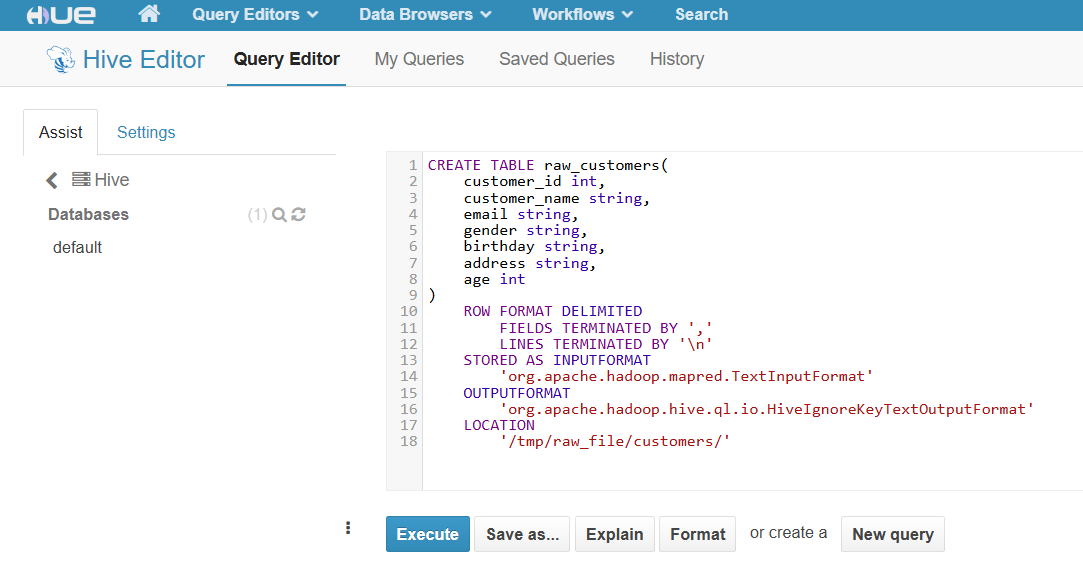 HUE Query Editors Data Browsers Workflows Search
Hive Editor Query Editor My Queries Saved Queries History
Assist Settings
Hive
Databases (1)
default
1 CREATE TABLE raw_customers(
2 customer_id int,
3 customer_name string,
4 email string,
5 gender string,
6 birthday string,
7 address string,
8 age int
9 )
10 ROW FORMAT DELIMITED
11 FIELDS TERMINATED BY ','
12 LINES TERMINATED BY '\n'
13 STORED AS INPUTFORMAT
14 'org.apache.hadoop.mapred.TextInputFormat'
15 OUTPUTFORMAT
16 'org.apache.hadoop.hive.ql.io.HiveIgnoreKeyTextOutputFormat'
17 LOCATION
18 '/tmp/raw_file/customers/'
Execute Save as... Explain Format or create a New query